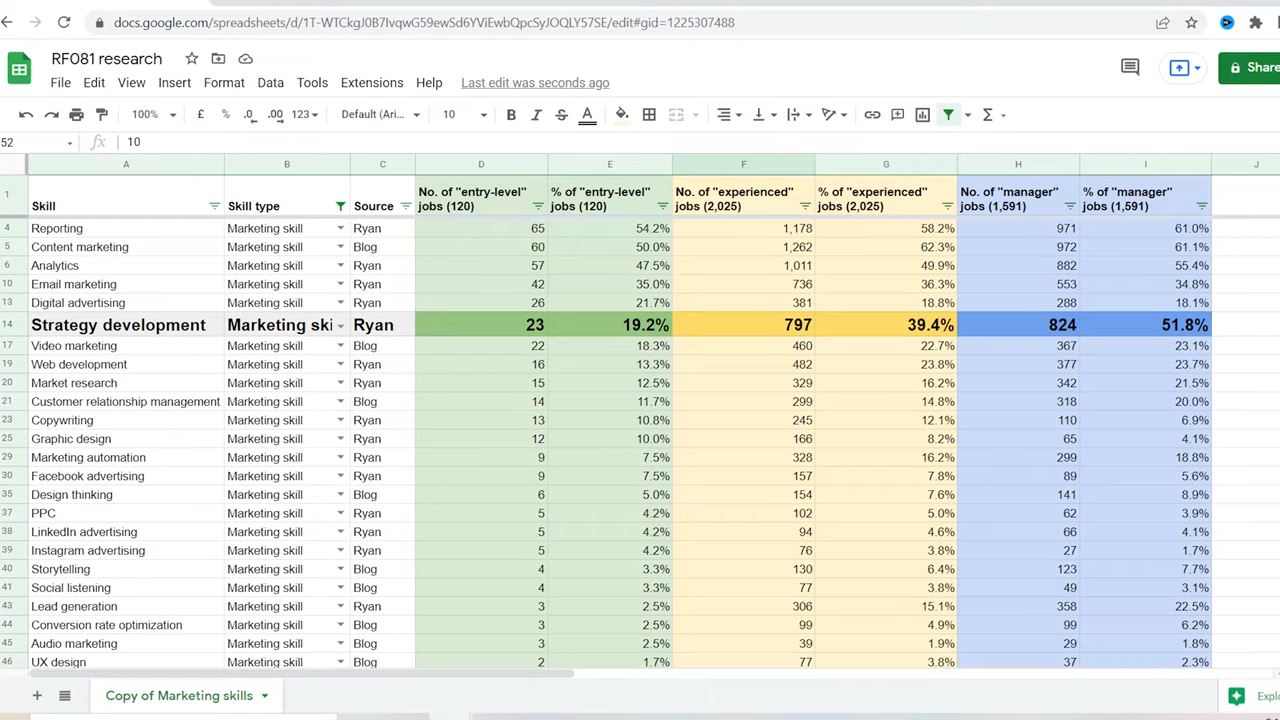 docs.google.com/spreadsheets/d/1T-WTCkgJ0B7IvqwG59ewSd6YViEwbQpcSyJOQLY57SE/edit#gid=1225307488
RF081 research
File Edit View Insert Format Data Tools Extensions Help Last edit was seconds ago
Share
100% £ % .0 .00 123 Default (Ari... 10 B I S A
52 fx 10
A B C D E F G H I J
1 Skill Skill type Source No. of "entry-level" jobs (120) % of "entry-level" jobs (120) No. of "experienced" jobs (2,025) % of "experienced" jobs (2,025) No. of "manager" jobs (1,591) % of "manager" jobs (1,591)
4 Reporting Marketing skill Ryan 65 54.2% 1,178 58.2% 971 61.0%
5 Content marketing Marketing skill Blog 60 50.0% 1,262 62.3% 972 61.1%
6 Analytics Marketing skill Ryan 57 47.5% 1,011 49.9% 882 55.4%
10 Email marketing Marketing skill Ryan 42 35.0% 736 36.3% 553 34.8%
13 Digital advertising Marketing skill Ryan 26 21.7% 381 18.8% 288 18.1%
14 Strategy development Marketing ski Ryan 23 19.2% 797 39.4% 824 51.8%
17 Video marketing Marketing skill Blog 22 18.3% 460 22.7% 367 23.1%
19 Web development Marketing skill Ryan 16 13.3% 482 23.8% 377 23.7%
20 Market research Marketing skill Ryan 15 12.5% 329 16.2% 342 21.5%
21 Customer relationship management Marketing skill Blog 14 11.7% 299 14.8% 318 20.0%
23 Copywriting Marketing skill Ryan 13 10.8% 245 12.1% 110 6.9%
25 Graphic design Marketing skill Ryan 12 10.0% 166 8.2% 65 4.1%
29 Marketing automation Marketing skill Ryan 9 7.5% 328 16.2% 299 18.8%
30 Facebook advertising Marketing skill Ryan 9 7.5% 157 7.8% 89 5.6%
35 Design thinking Marketing skill Blog 6 5.0% 154 7.6% 141 8.9%
37 PPC Marketing skill Ryan 5 4.2% 102 5.0% 62 3.9%
38 LinkedIn advertising Marketing skill Ryan 5 4.2% 94 4.6% 66 4.1%
39 Instagram advertising Marketing skill Ryan 5 4.2% 76 3.8% 27 1.7%
40 Storytelling Marketing skill Blog 4 3.3% 130 6.4% 123 7.7%
41 Social listening Marketing skill Blog 4 3.3% 77 3.8% 49 3.1%
43 Lead generation Marketing skill Ryan 3 2.5% 306 15.1% 358 22.5%
44 Conversion rate optimization Marketing skill Blog 3 2.5% 99 4.9% 99 6.2%
45 Audio marketing Marketing skill Blog 3 2.5% 39 1.9% 29 1.8%
46 UX design Marketing skill Blog 2 1.7% 77 3.8% 37 2.3%
Copy of Marketing skills
Explo